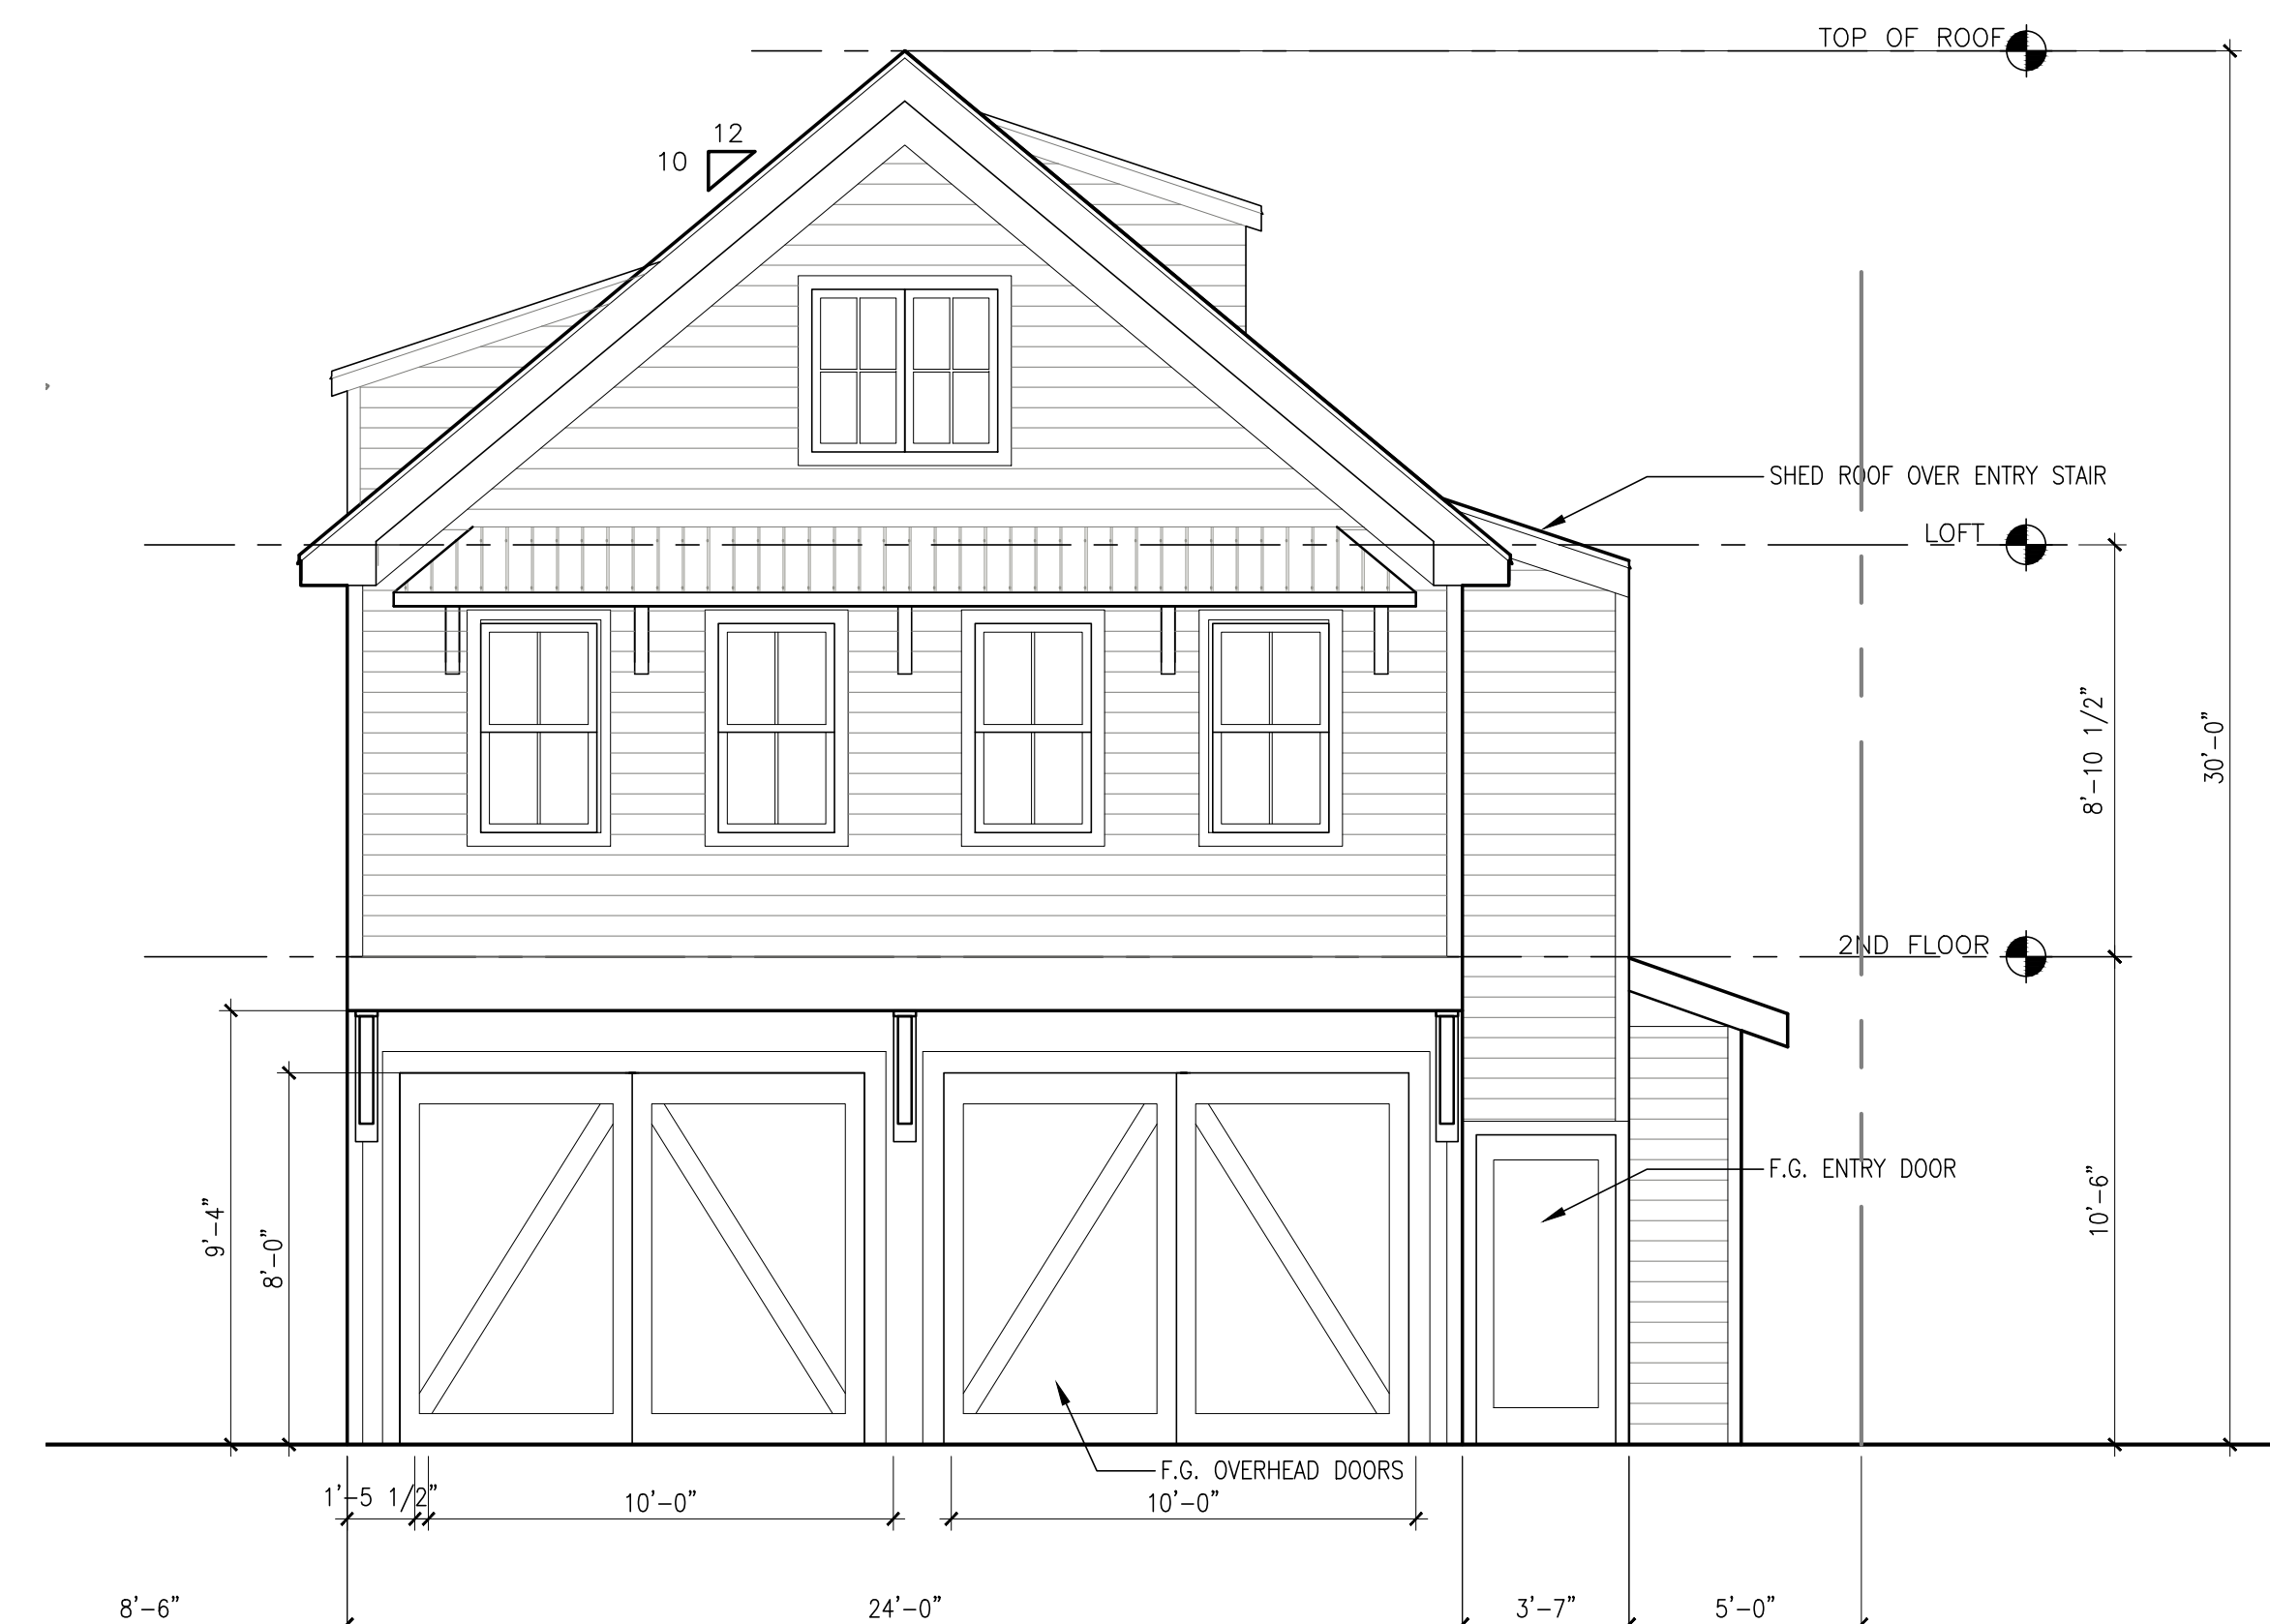 TOP OF ROOF
12
10
SHED ROOF OVER ENTRY STAIR
LOFT
8'-10 1/2"
30'-0"
2ND FLOOR
F.G. ENTRY DOOR
10'-6"
9'-4"
8'-0"
F.G. OVERHEAD DOORS
1'-5 1/2"
10'-0"
10'-0"
8'-6"
24'-0"
3'-7"
5'-0"